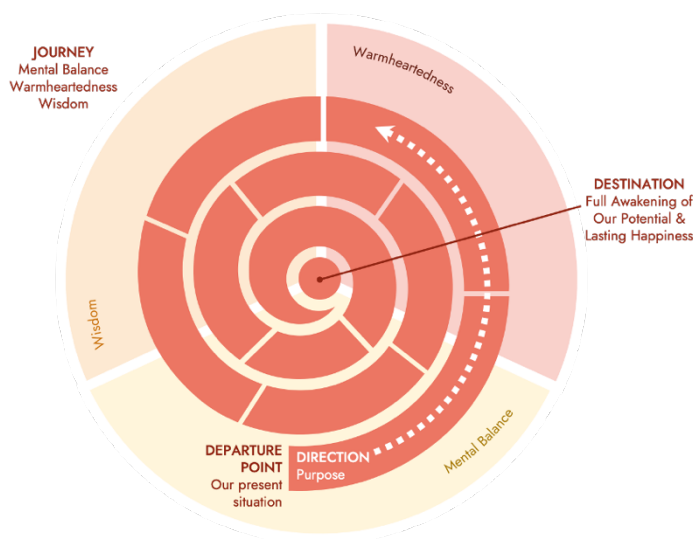 JOURNEY
Mental Balance
Warmheartedness
Wisdom
Warmheartedness
DESTINATION
Full Awakening of
Our Potential &
Lasting Happiness
Wisdom
Mental Balance
DEPARTURE
POINT
Our present
situation
DIRECTION
Purpose